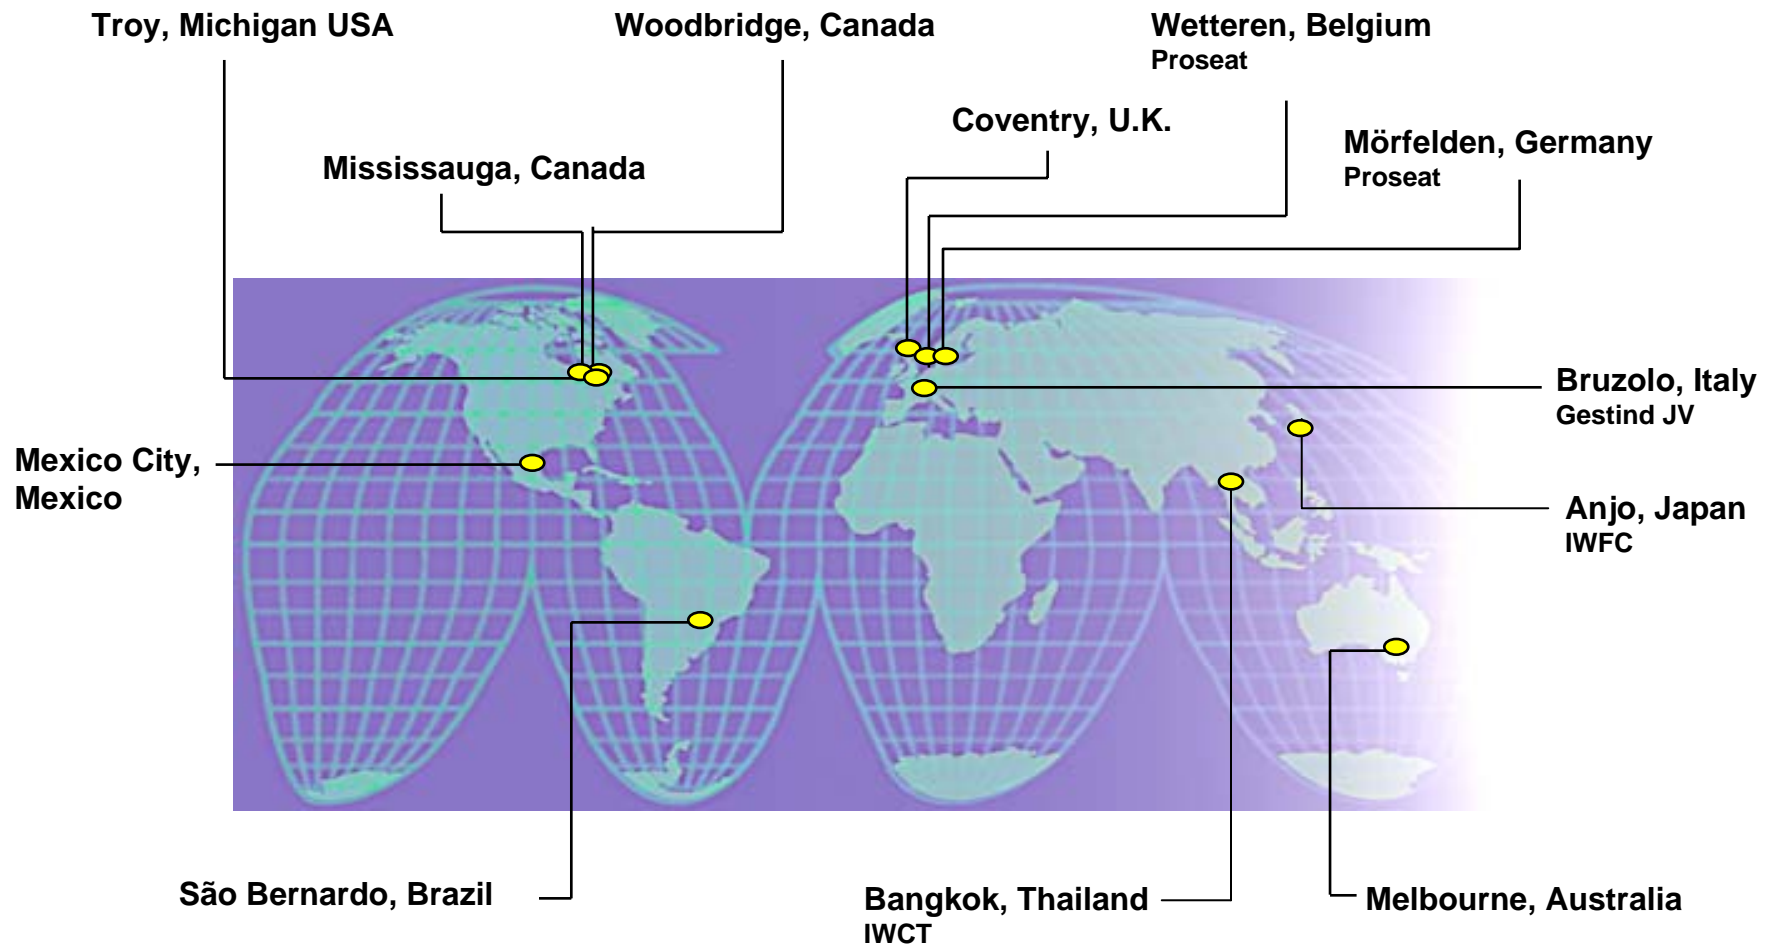 Troy, Michigan USA
Woodbridge, Canada
Wetteren, Belgium
Proseat
Coventry, U.K.
Mörfelden, Germany
Proseat
Mississauga, Canada
Bruzolo, Italy
Gestind JV
Mexico City,
Mexico
Anjo, Japan
IWFC
São Bernardo, Brazil
Bangkok, Thailand
IWCT
Melbourne, Australia